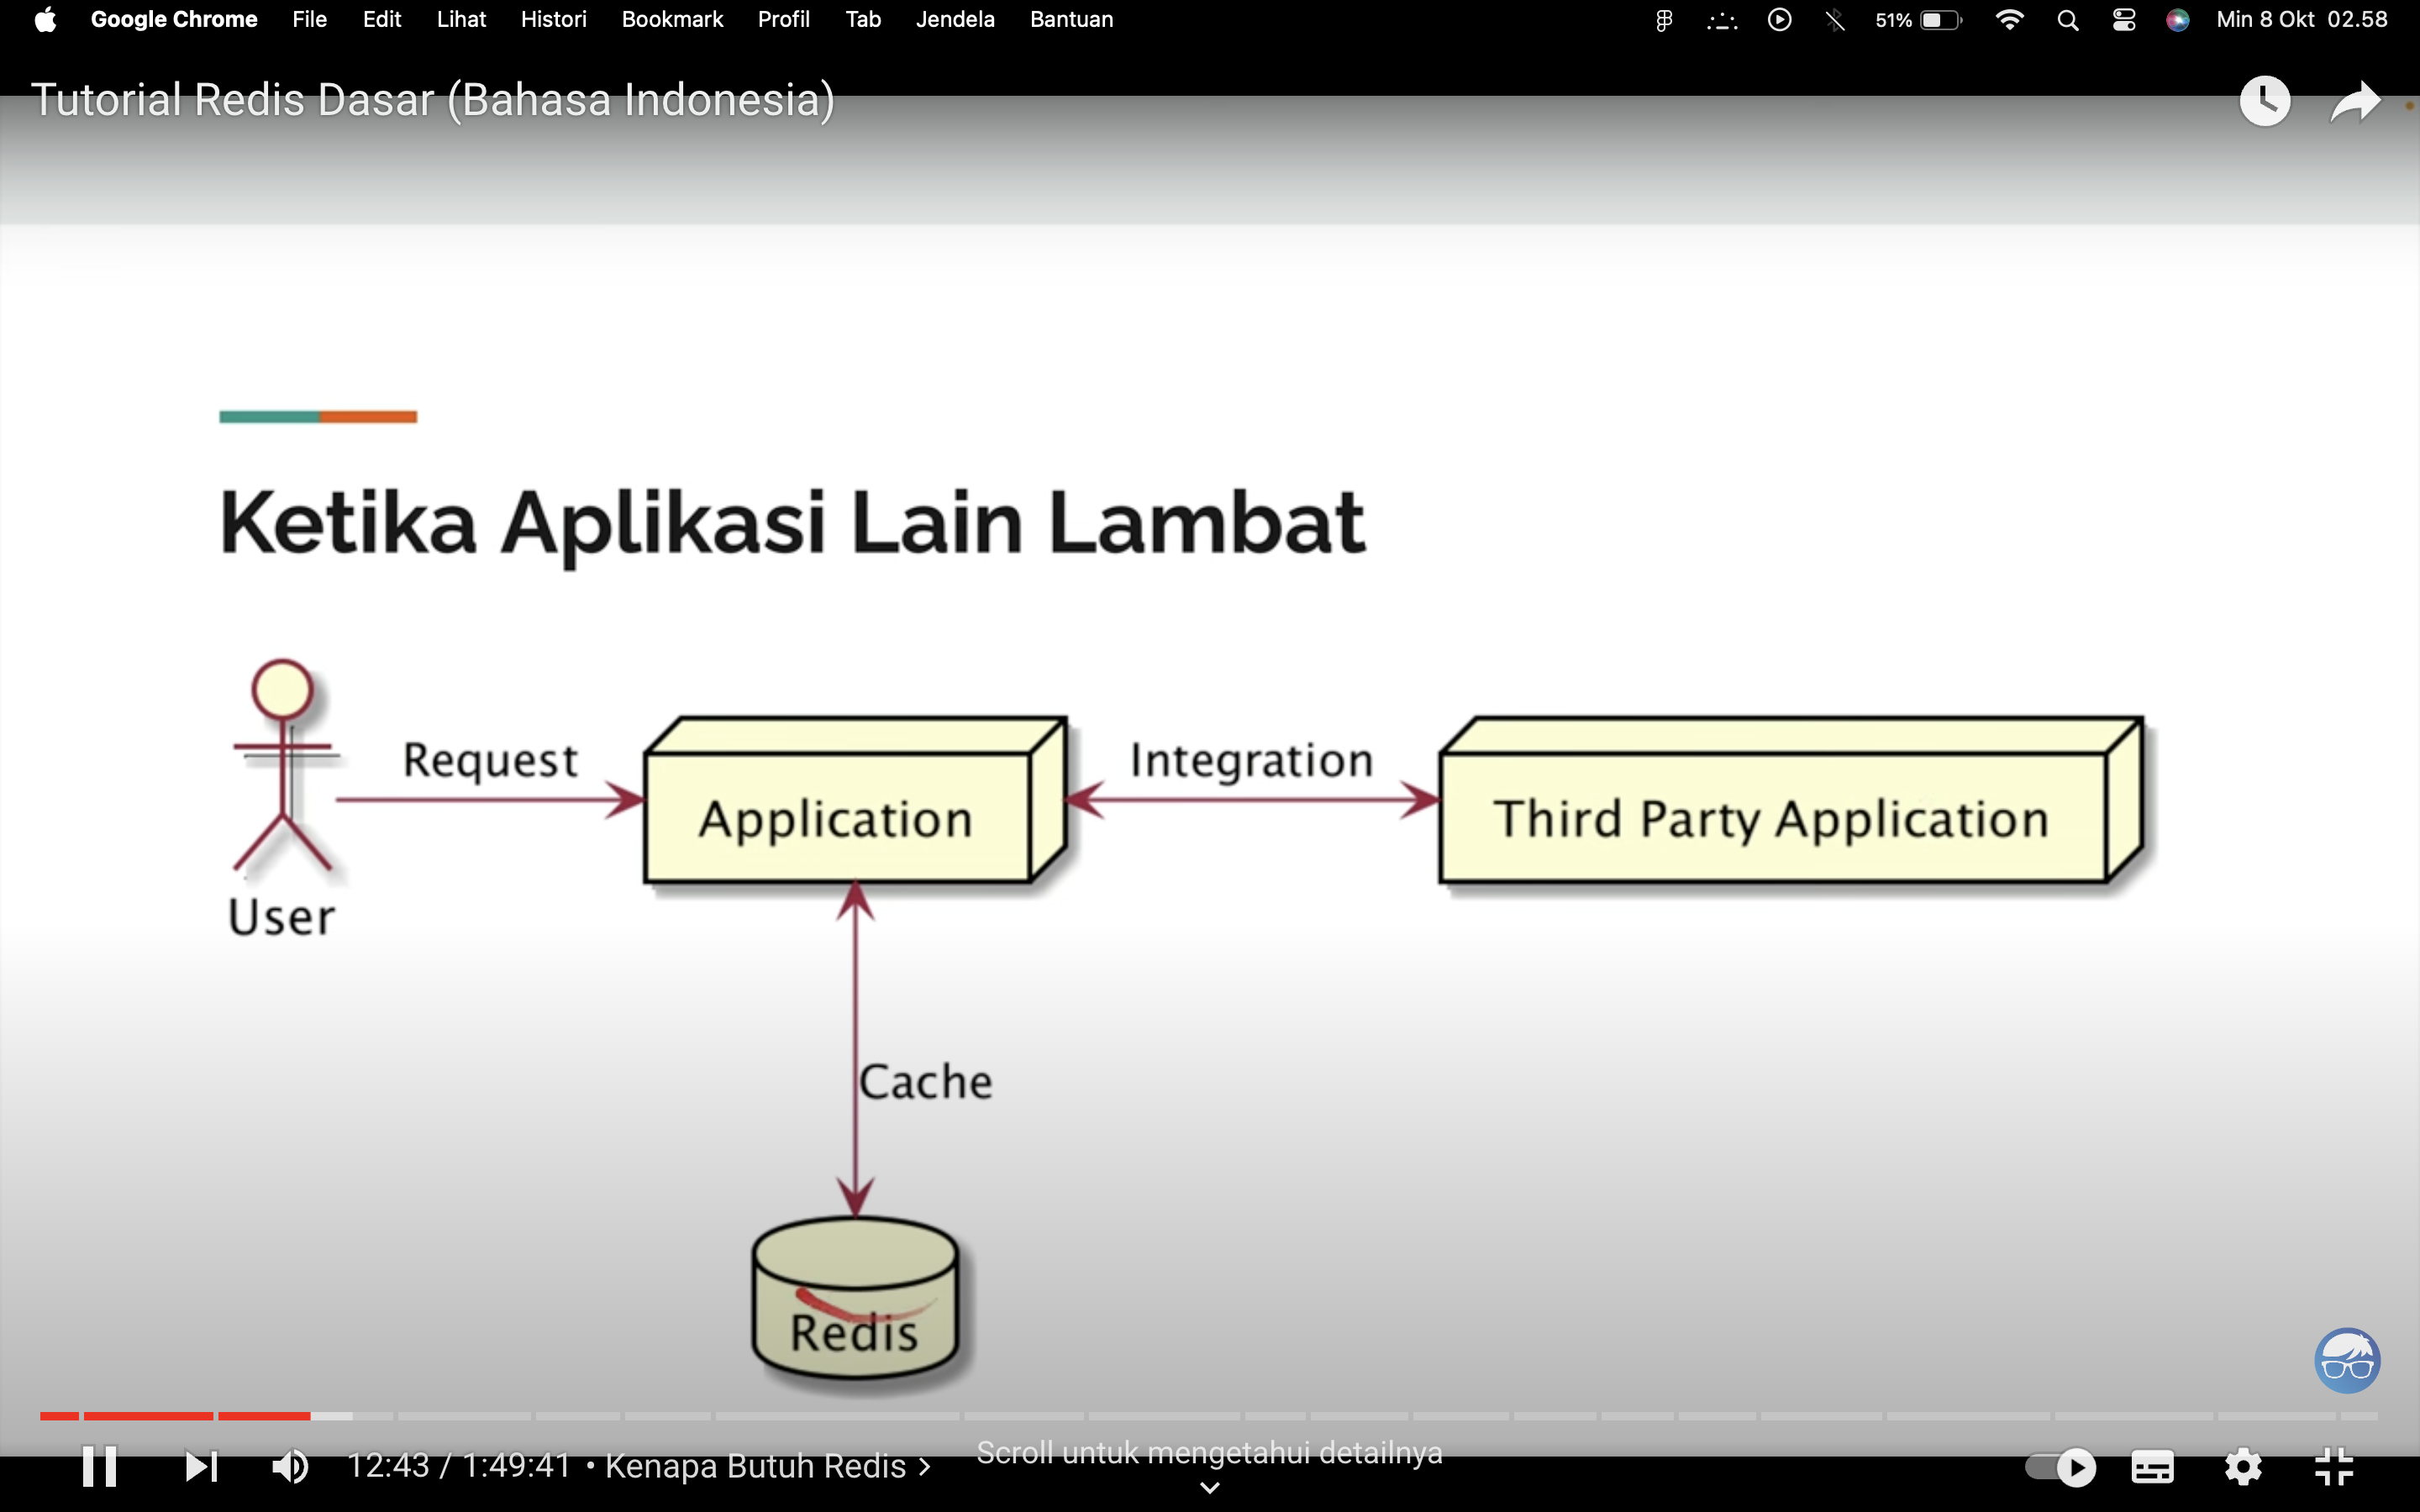 Google Chrome File Edit Lihat Histori Bookmark Profil Tab Jendela Bantuan 51% Min 8 Okt 02.58
Tutorial Redis Dasar (Bahasa Indonesia)
Ketika Aplikasi Lain Lambat
Request
Integration
Application
Third Party Application
User
Cache
Redis
12:43 / 1:49:41 • Kenapa Butuh Redis >
Scroll untuk mengetahui detailnya